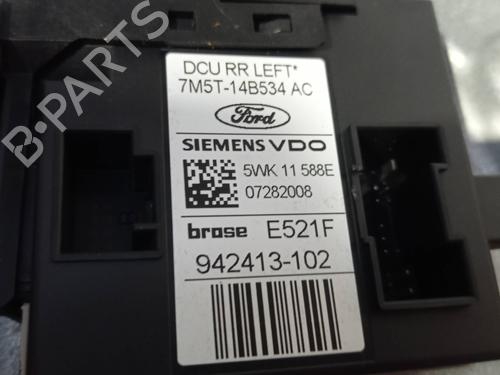 DCU RR LEFT*
7M5T-14B534 AC
Ford
SIEMENS VDO
5WK 11 588E
07282008
brose E521F
942413-102
B-PARTS